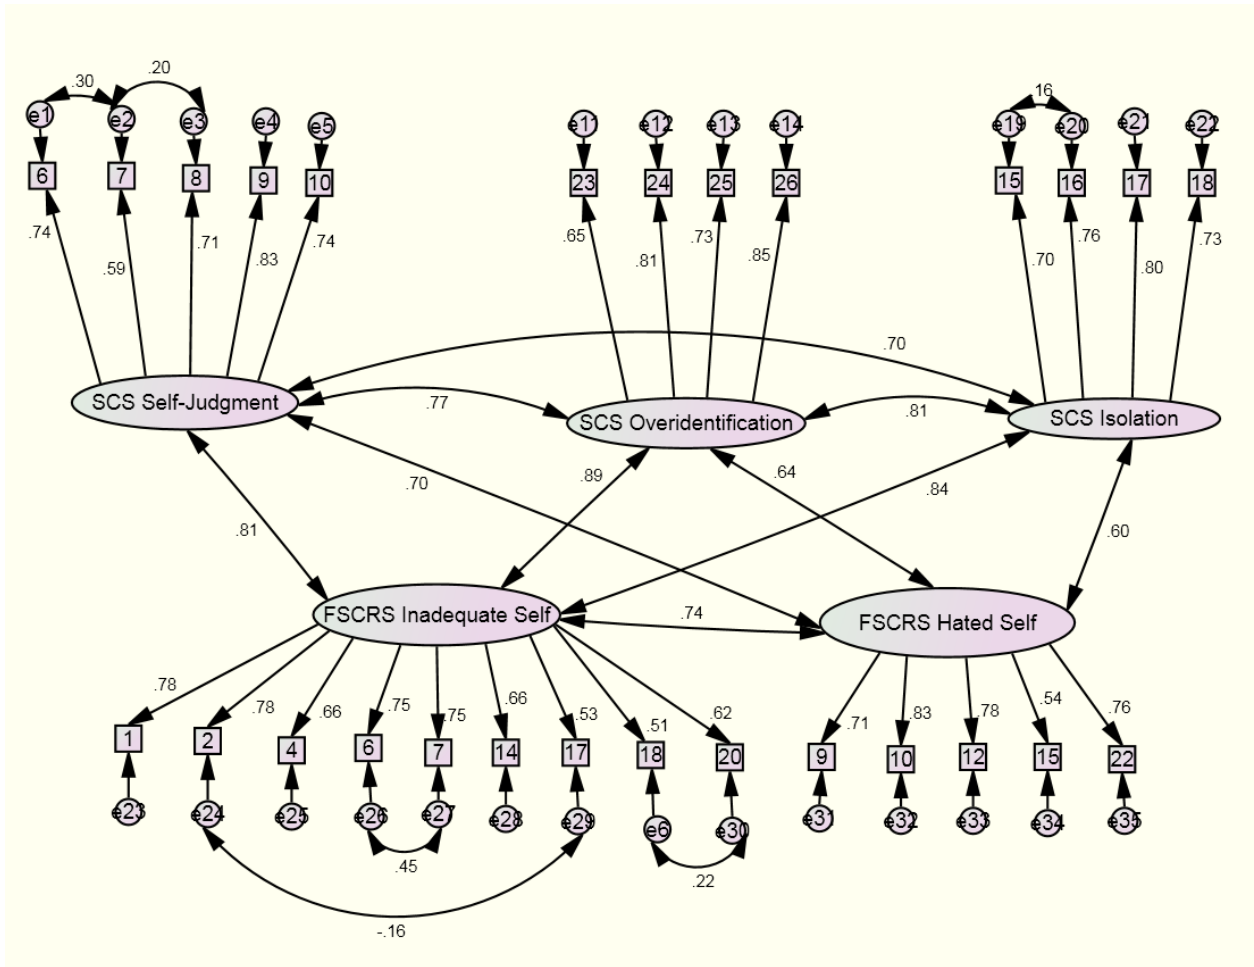 .30 .20 .16
e1 e2 e3 e4 e5 e11 e12 e13 e14 e19 e20 e21 e22
6 7 8 9 10 23 24 25 26 15 16 17 18
.74 .59 .71 .83 .74 .65 .81 .73 .85 .70 .76 .80 .73
.70
SCS Self-Judgment .77 SCS Overidentification .81 SCS Isolation
.70 .89 .64 .84
.81 .60
FSCRS Inadequate Self .74 FSCRS Hated Self
.78 .78 .66 .75 .75 .66 .53 .51 .62 .71 .83 .78 .54 .76
1 2 4 6 7 14 17 18 20 9 10 12 15 22
e23 e24 e25 e26 e27 e28 e29 e6 e30 e31 e32 e33 e34 e35
.45 .22
-.16